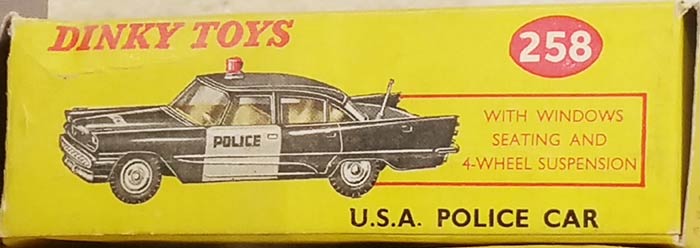 DINKY TOYS
258
POLICE
WITH WINDOWS
SEATING AND
4-WHEEL SUSPENSION
U.S.A. POLICE CAR